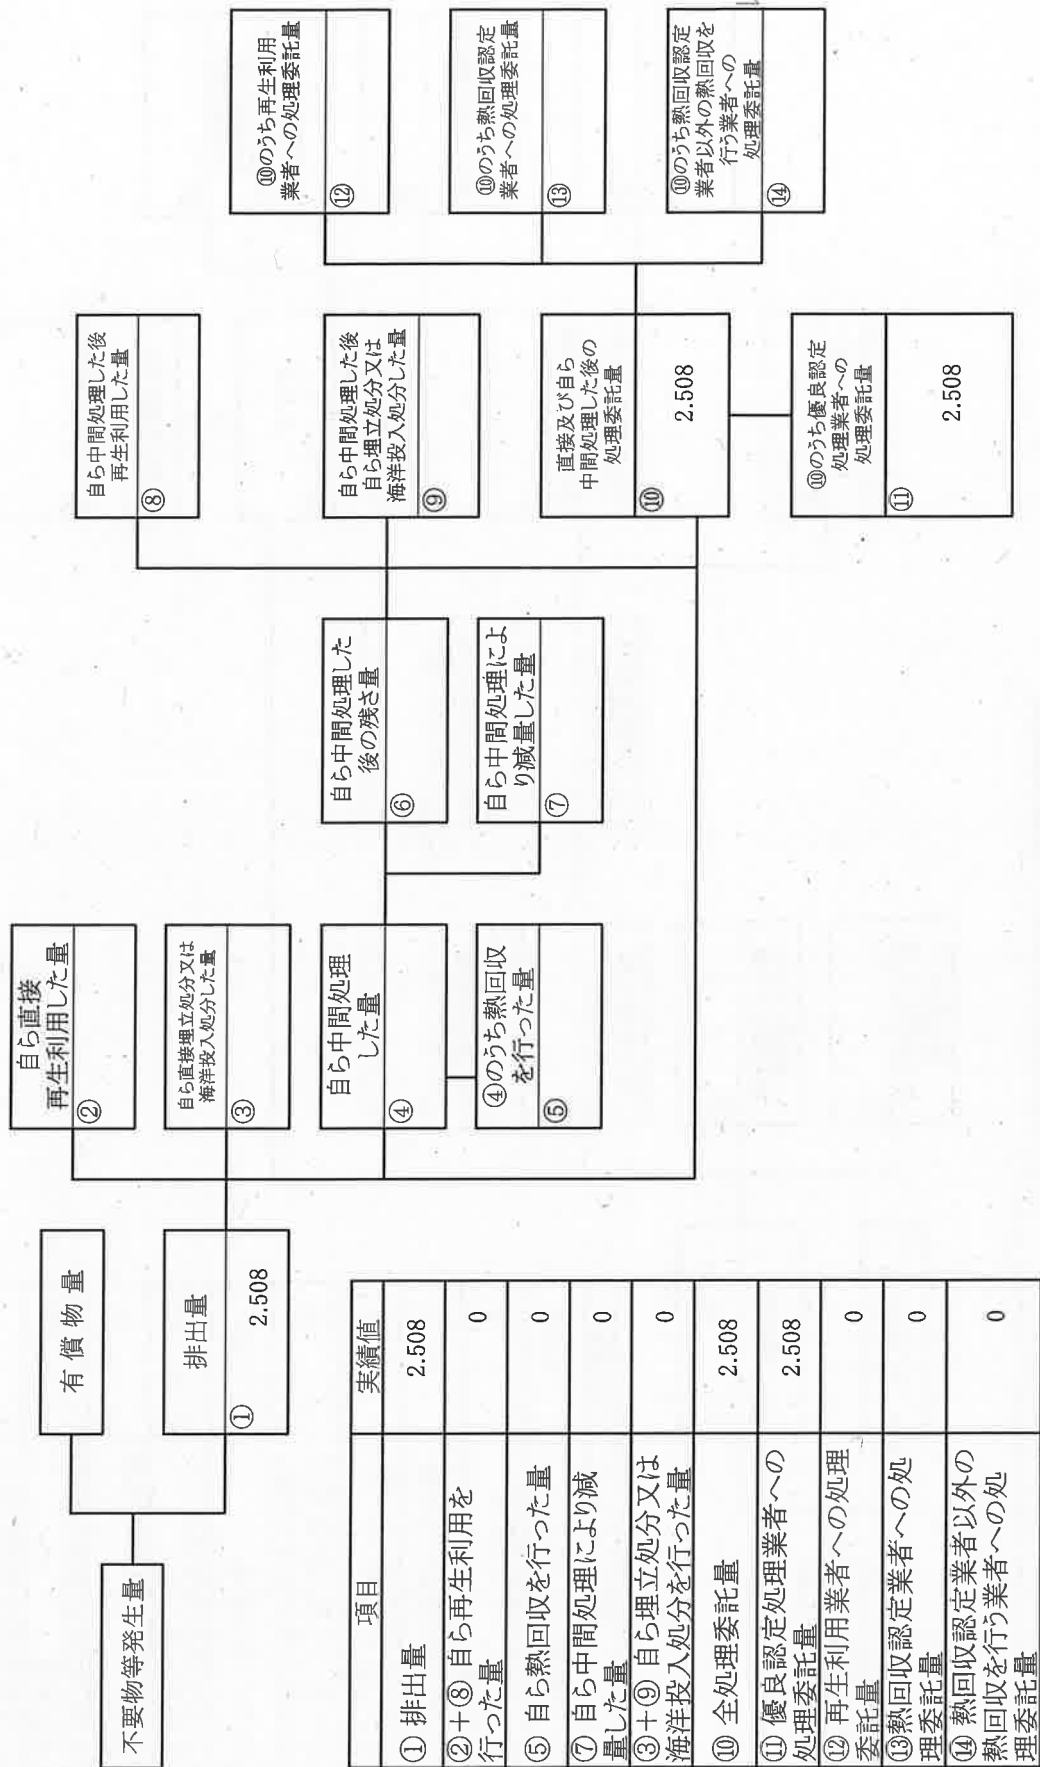 不要物等発生量
有償物量
排出量
①
2.508
自ら直接
再生利用した量
②
自ら直接埋立処分又は
海洋投入処分した量
③
自ら中間処理
した量
④
④のうち熱回収
を行った量
⑤
自ら中間処理した
後の残さ量
⑥
自ら中間処理によ
り減量した量
⑦
自ら中間処理した後
再生利用した量
⑧
自ら中間処理した後
自ら埋立処分又は
海洋投入処分した量
⑨
直接及び自ら
中間処理した後の
処理委託量
⑩
2.508
⑩のうち優良認定
処理業者への
処理委託量
⑪
2.508
⑩のうち再生利用
業者への処理委託量
⑫
⑩のうち熱回収認定
業者への処理委託量
⑬
⑩のうち熱回収認定
業者以外の熱回収を
行う業者への
処理委託量
⑭
項目 実績値
① 排出量 2.508
②+⑧ 自ら再生利用を
行った量 0
⑤ 自ら熱回収を行った量 0
⑦ 自ら中間処理により減
量した量 0
③+⑨ 自ら埋立処分又は
海洋投入処分を行った量 0
⑩ 全処理委託量 2.508
⑪ 優良認定処理業者への
処理委託量 2.508
⑫ 再生利用業者への処理
委託量 0
⑬熱回収認定業者への処
理委託量 0
⑭ 熱回収認定業者以外の
熱回収を行う業者への処
理委託量 0